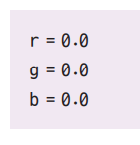 r = 0.0
g = 0.0
b = 0.0